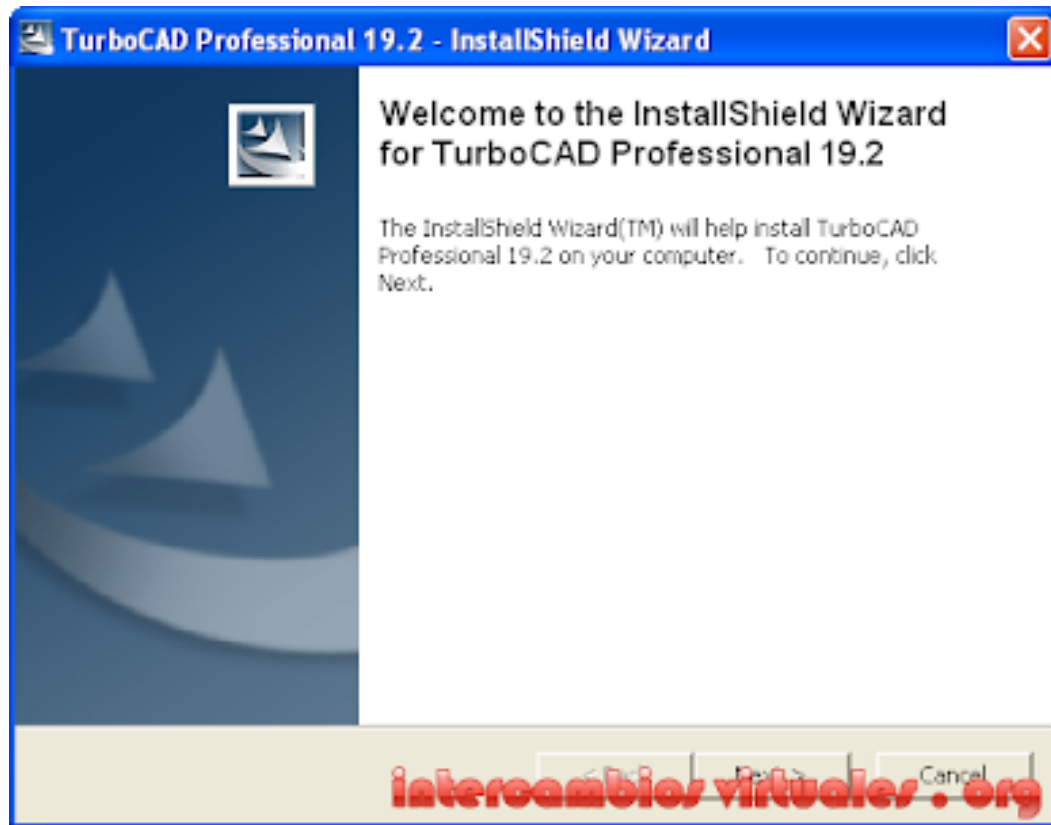 TurboCAD Professional 19.2 - InstallShield Wizard
Welcome to the InstallShield Wizard
for TurboCAD Professional 19.2
The InstallShield Wizard(TM) will help install TurboCAD
Professional 19.2 on your computer. To continue, click
Next.
Cancel
intercambios virtuales . org